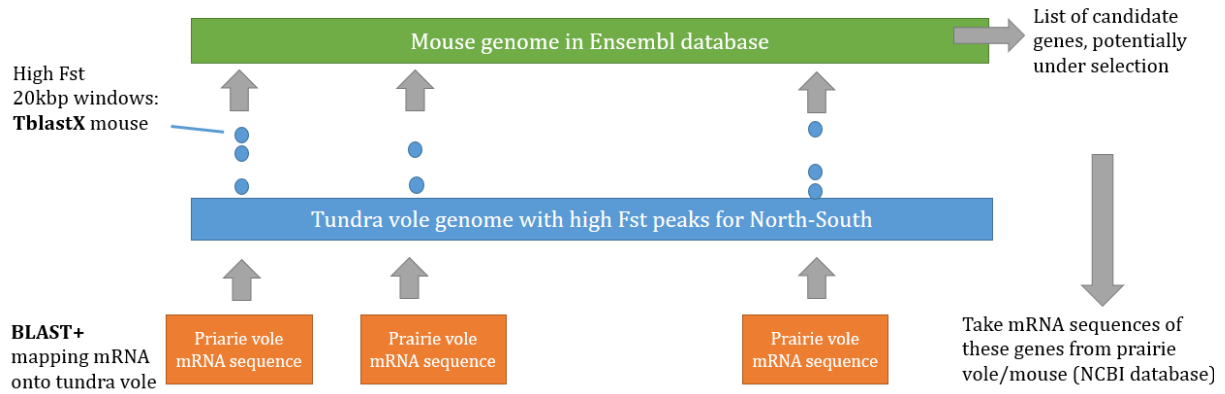 Mouse genome in Ensembl database
List of candidate
genes, potentially
under selection
High Fst
20kbp windows:
TblastX mouse
Tundra vole genome with high Fst peaks for North-South
BLAST+
mapping mRNA
onto tundra vole
Priarie vole
mRNA sequence
Prairie vole
mRNA sequence
Prairie vole
mRNA sequence
Take mRNA sequences of
these genes from prairie
vole/mouse (NCBI database)